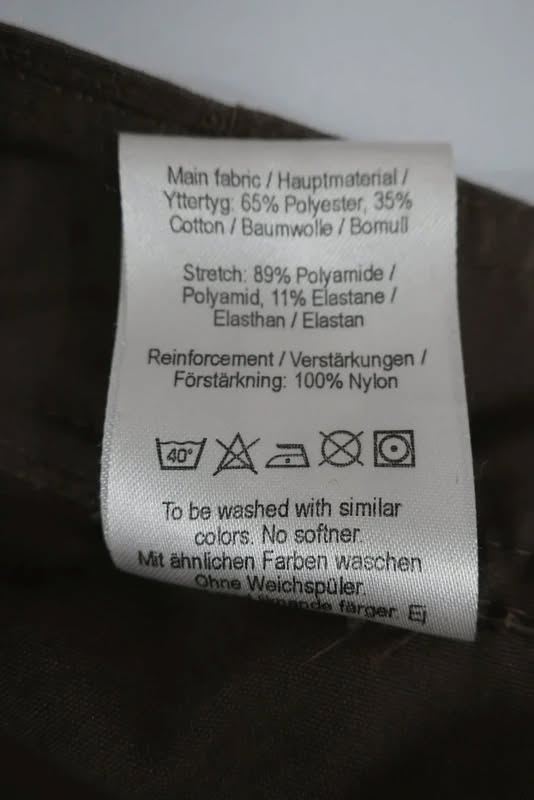 Main fabric / Hauptmaterial /
Yttertyg: 65% Polyester, 35%
Cotton / Baumwolle / Bomull
Stretch: 89% Polyamide /
Polyamid, 11% Elastane /
Elasthan / Elastan
Reinforcement / Verstärkungen /
Förstärkning: 100% Nylon
40°
To be washed with similar
colors. No softner.
Mit ähnlichen Farben waschen
Ohne Weichspüler.
färger. Ej